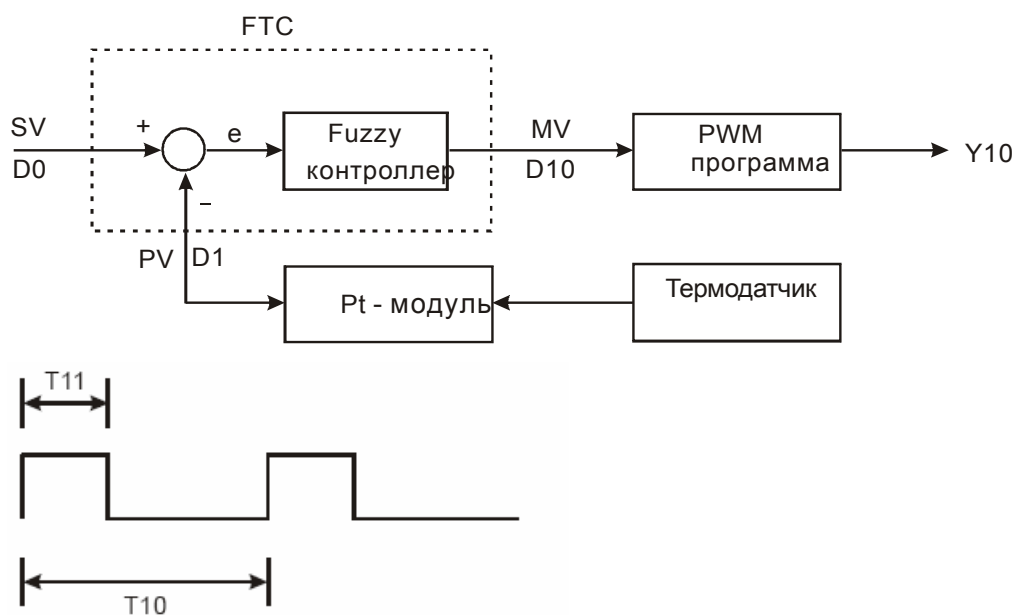 FTC
SV
+
e
Fuzzy
контроллер
MV
PWM
программа
Y10
D0
D10
−
PV
D1
Pt - модуль
Термодатчик
T11
T10